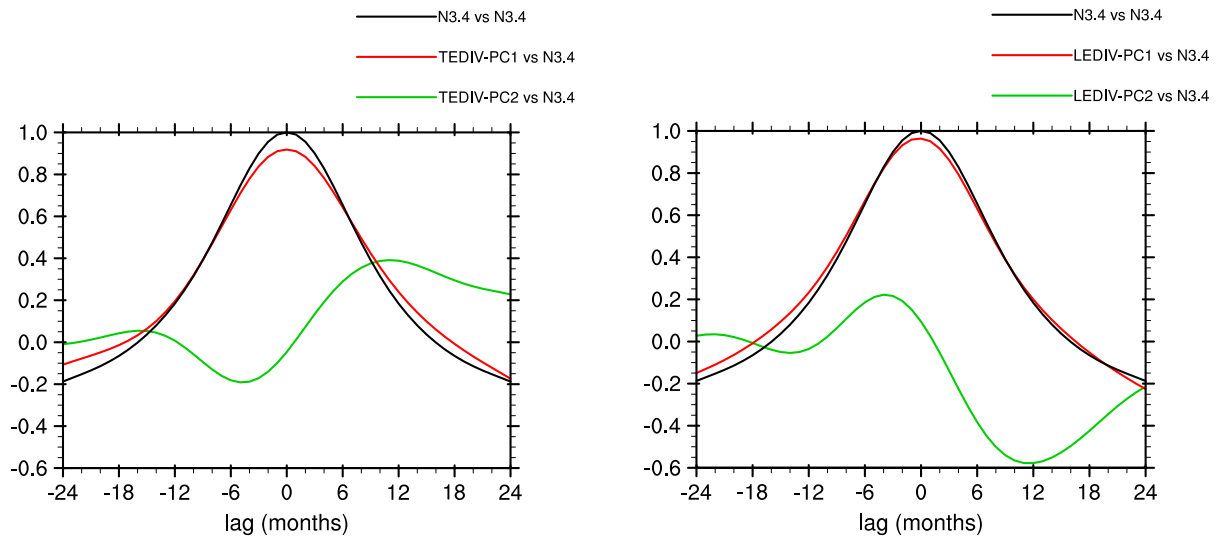 N3.4 vs N3.4
TEDIV-PC1 vs N3.4
TEDIV-PC2 vs N3.4
1.0
0.8
0.6
0.4
0.2
0.0
-0.2
-0.4
-0.6
-24 -18 -12 -6 0 6 12 18 24
lag (months)
N3.4 vs N3.4
LEDIV-PC1 vs N3.4
LEDIV-PC2 vs N3.4
1.0
0.8
0.6
0.4
0.2
0.0
-0.2
-0.4
-0.6
-24 -18 -12 -6 0 6 12 18 24
lag (months)